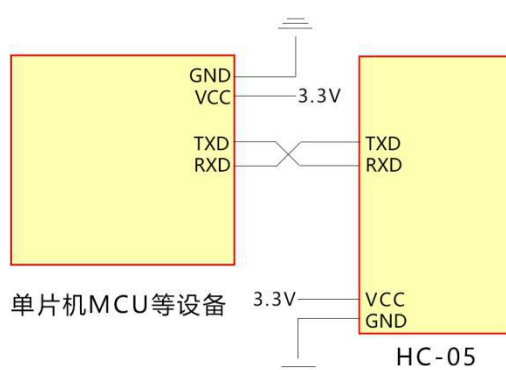 GND
VCC
3.3V
TXD
RXD
TXD
RXD
单片机MCU等设备
3.3V
VCC
GND
HC-05